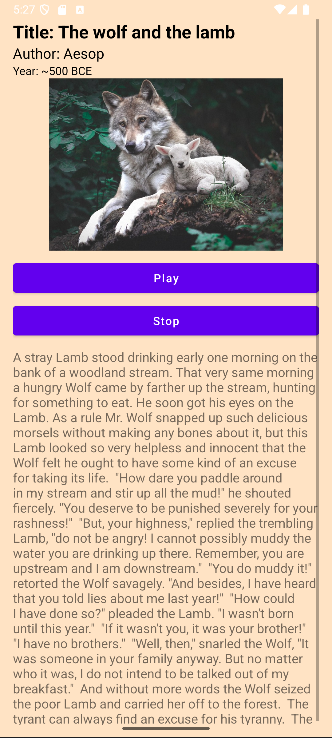 5:27
Title: The wolf and the lamb
Author: Aesop
Year: ~500 BCE
Play
Stop
A stray Lamb stood drinking early one morning on the
bank of a woodland stream. That very same morning
a hungry Wolf came by farther up the stream, hunting
for something to eat. He soon got his eyes on the
Lamb. As a rule Mr. Wolf snapped up such delicious
morsels without making any bones about it, but this
Lamb looked so very helpless and innocent that the
Wolf felt he ought to have some kind of an excuse
for taking its life.  "How dare you paddle around
in my stream and stir up all the mud!" he shouted
fiercely. "You deserve to be punished severely for your
rashness!"  "But, your highness," replied the trembling
Lamb, "do not be angry! I cannot possibly muddy the
water you are drinking up there. Remember, you are
upstream and I am downstream."  "You do muddy it!"
retorted the Wolf savagely. "And besides, I have heard
that you told lies about me last year!"  "How could
I have done so?" pleaded the Lamb. "I wasn't born
until this year."  "If it wasn't you, it was your brother!"
"I have no brothers."  "Well, then," snarled the Wolf, "It
was someone in your family anyway. But no matter
who it was, I do not intend to be talked out of my
breakfast."  And without more words the Wolf seized
the poor Lamb and carried her off to the forest.  The
tyrant can always find an excuse for his tyranny.  The